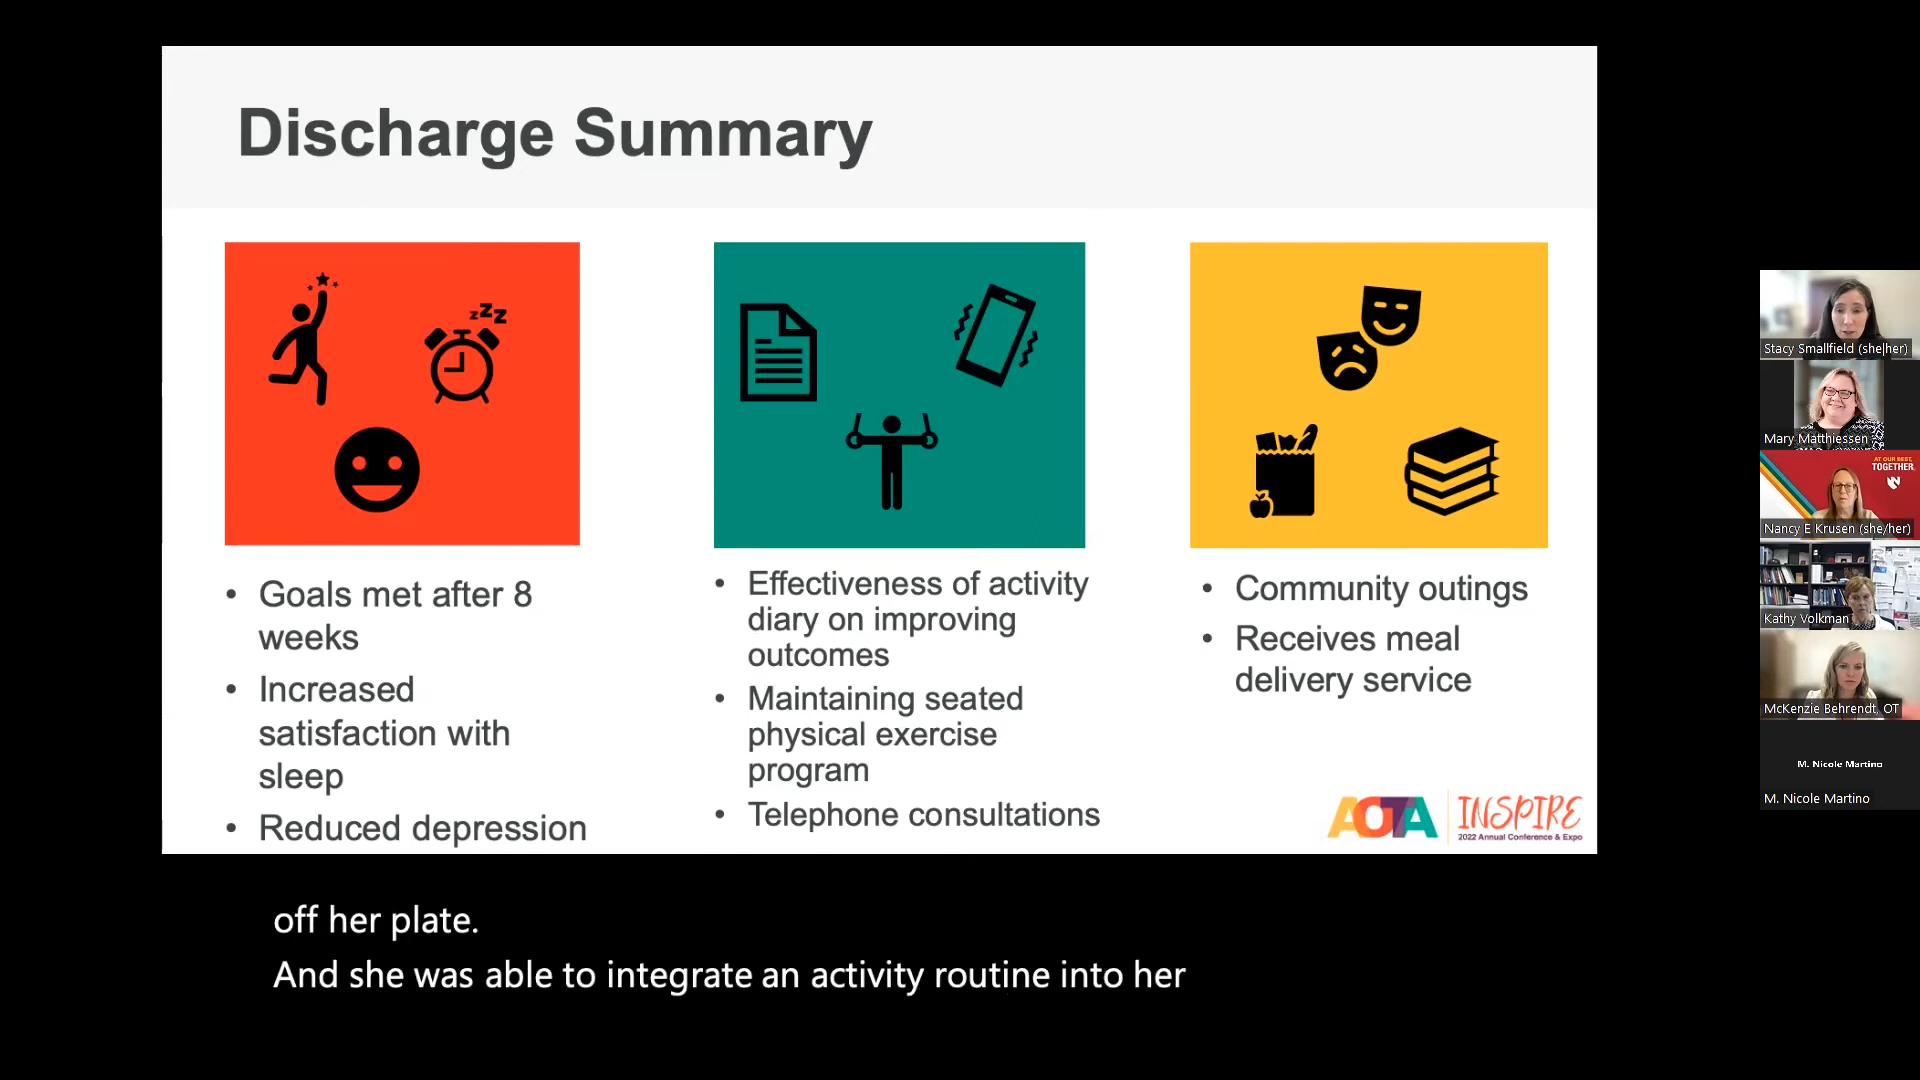 Discharge Summary
zZZ
• Goals met after 8
weeks
• Increased
satisfaction with
sleep
• Reduced depression
• Effectiveness of activity
diary on improving
outcomes
• Maintaining seated
physical exercise
program
• Telephone consultations
• Community outings
• Receives meal
delivery service
AOTA INSPIRE
2022 Annual Conference & Expo
off her plate.
And she was able to integrate an activity routine into her
Stacy Smallfield (she|her)
Mary Matthiessen
AT OUR BEST,
TOGETHER.
Nancy E Krusen (she/her)
Kathy Volkman
McKenzie Behrendt, OT
M. Nicole Martino
M. Nicole Martino